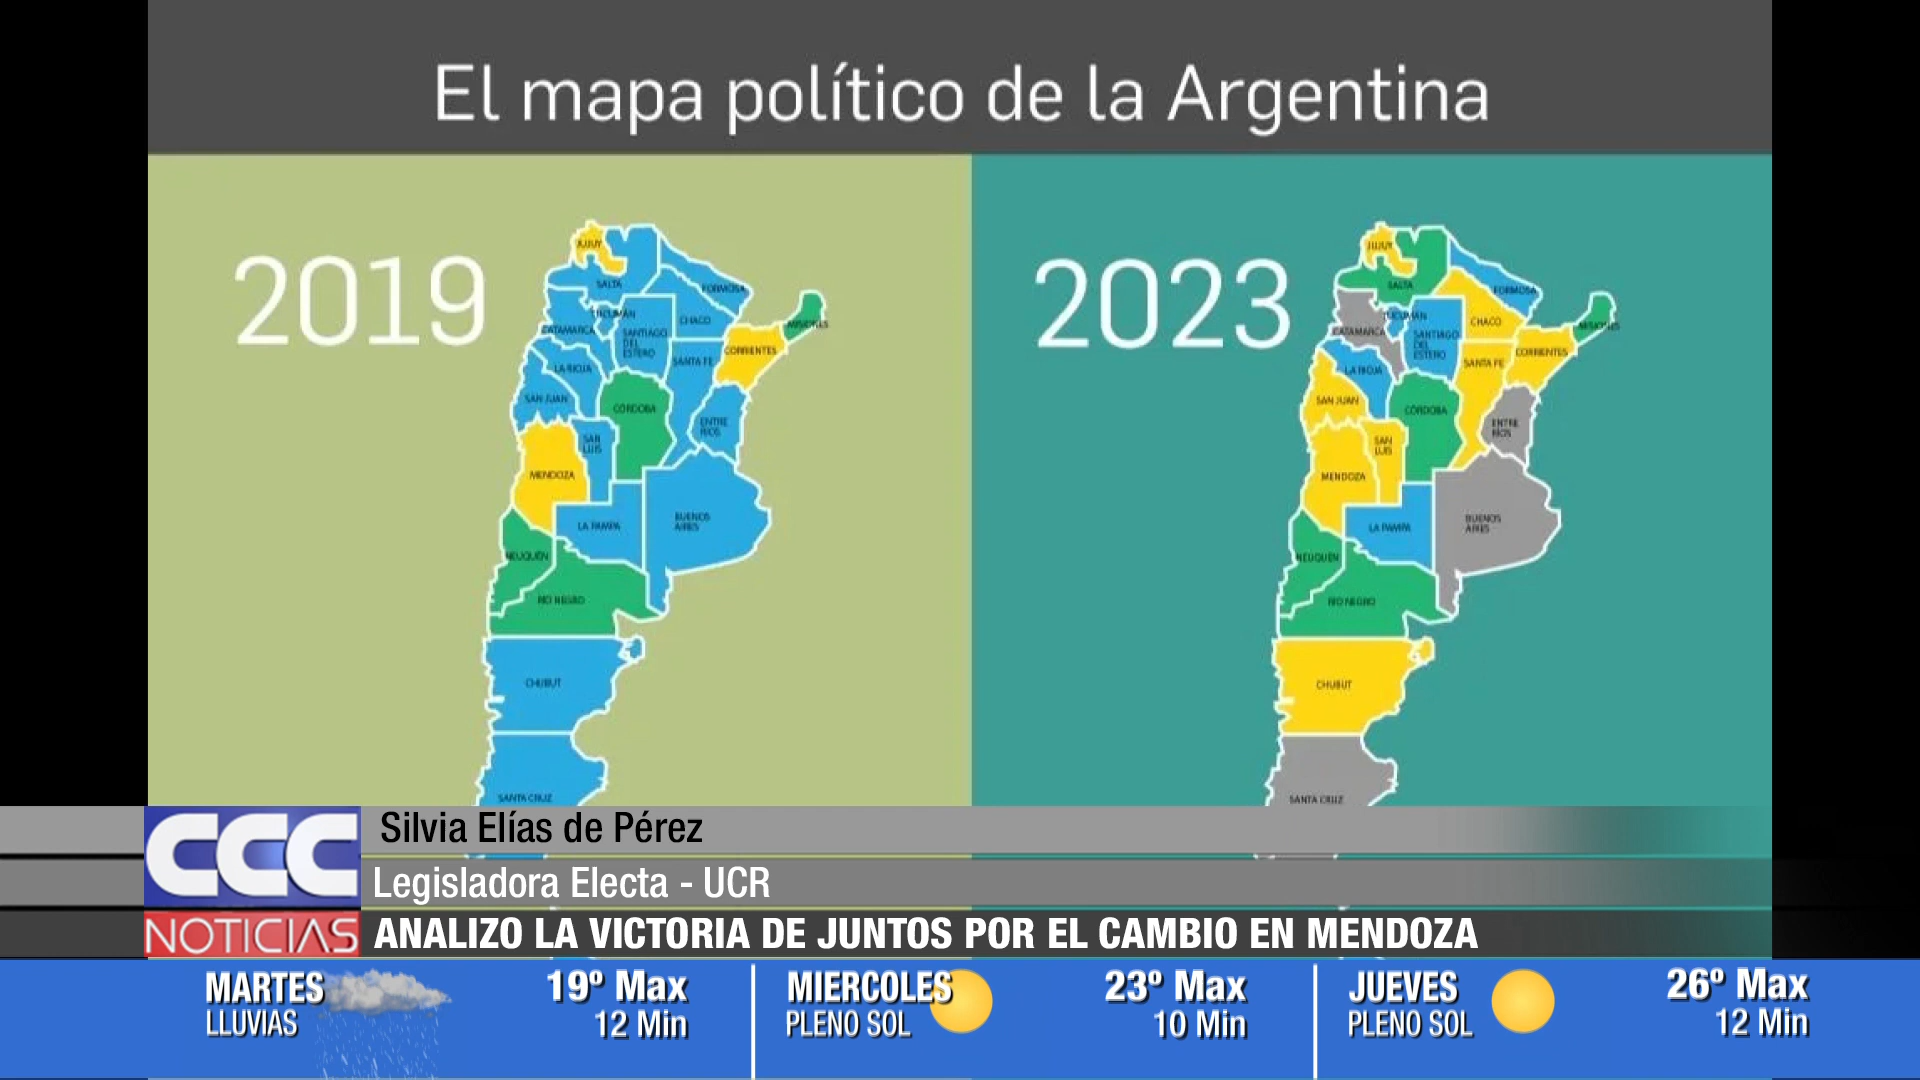 El mapa político de la Argentina
2019
JUJUY
SALTA
FORMOSA
TUCUMÁN
CHACO
MISIONES
CATAMARCA
SANTIAGO
DEL
ESTERO
CORRIENTES
SANTA FE
LA RIOJA
SAN JUAN
CÓRDOBA
ENTRE
RÍOS
SAN
LUIS
MENDOZA
LA PAMPA
BUENOS
AIRES
NEUQUÉN
RIO NEGRO
CHUBUT
SANTA CRUZ
2023
JUJUY
SALTA
FORMOSA
TUCUMÁN
CHACO
MISIONES
CATAMARCA
SANTIAGO
DEL
ESTERO
CORRIENTES
SANTA FE
LA RIOJA
SAN JUAN
CÓRDOBA
ENTRE
RÍOS
SAN
LUIS
MENDOZA
LA PAMPA
BUENOS
AIRES
NEUQUÉN
RIO NEGRO
CHUBUT
SANTA CRUZ
CCC
NOTICIAS
Silvia Elías de Pérez
Legisladora Electa - UCR
ANALIZO LA VICTORIA DE JUNTOS POR EL CAMBIO EN MENDOZA
MARTES 19º Max
LLUVIAS 12 Min
MIERCOLES 23º Max
PLENO SOL 10 Min
JUEVES 26º Max
PLENO SOL 12 Min